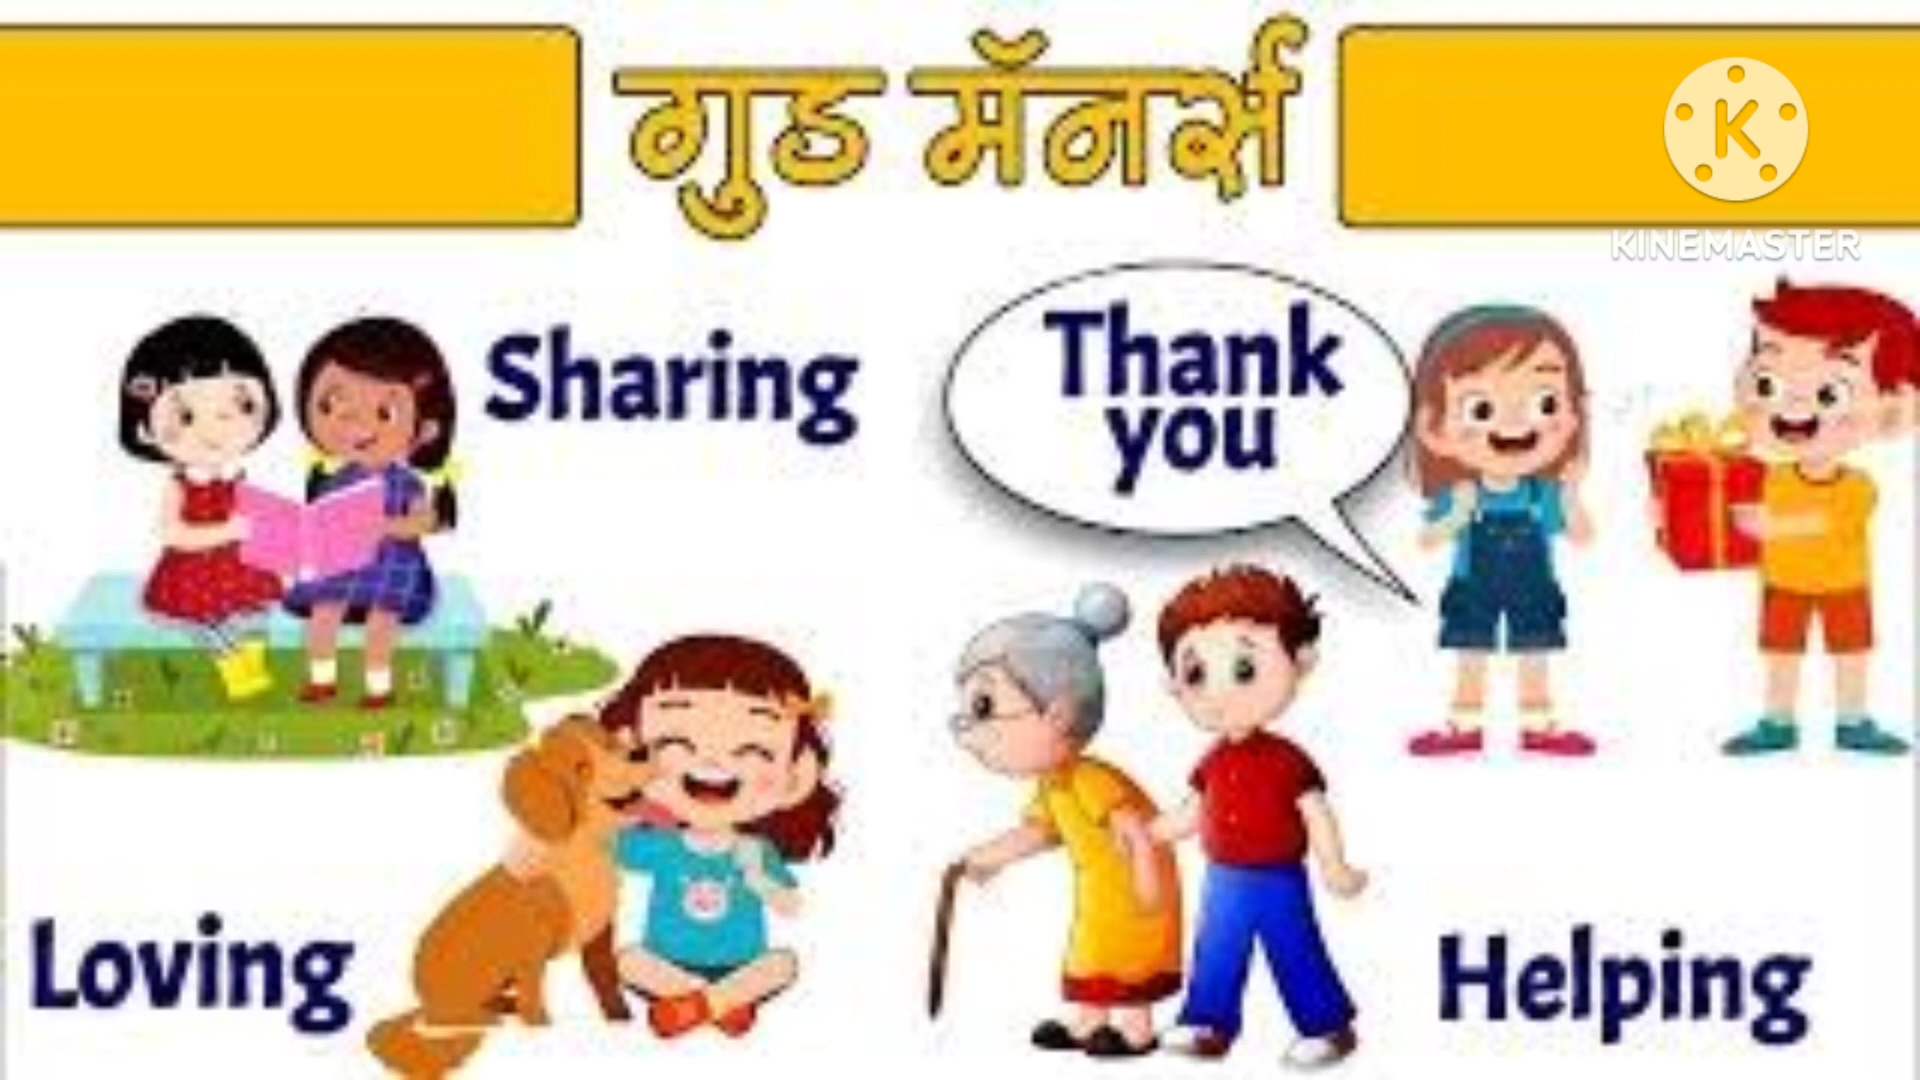 गुड मॅनर्स
K
KINEMASTER
Sharing
Thank
you
Loving
Helping